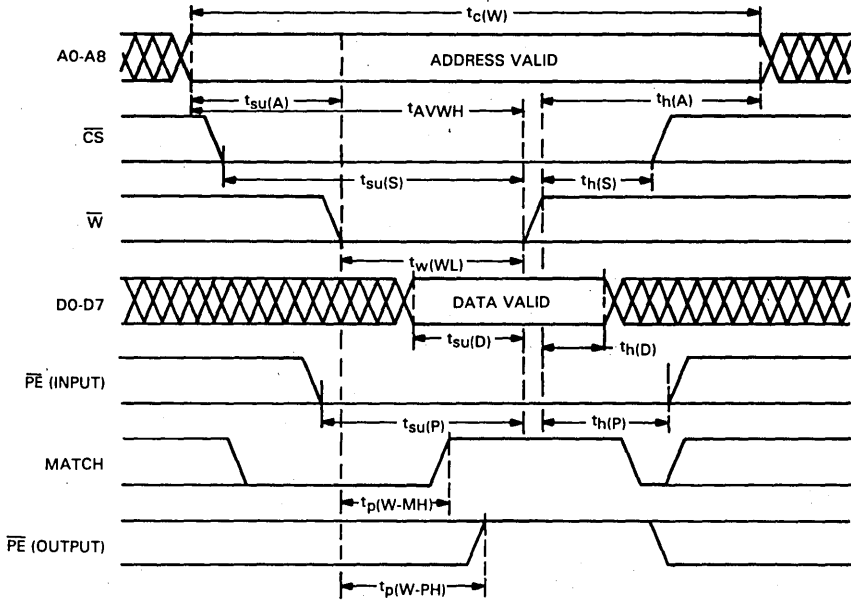 tc(W)
A0-A8
ADDRESS VALID
tsu(A)
tAVWH
th(A)
CS
tsu(S)
th(S)
W
tw(WL)
D0-D7
DATA VALID
tsu(D)
th(D)
PE (INPUT)
tsu(P)
th(P)
MATCH
tp(W-MH)
PE (OUTPUT)
tp(W-PH)